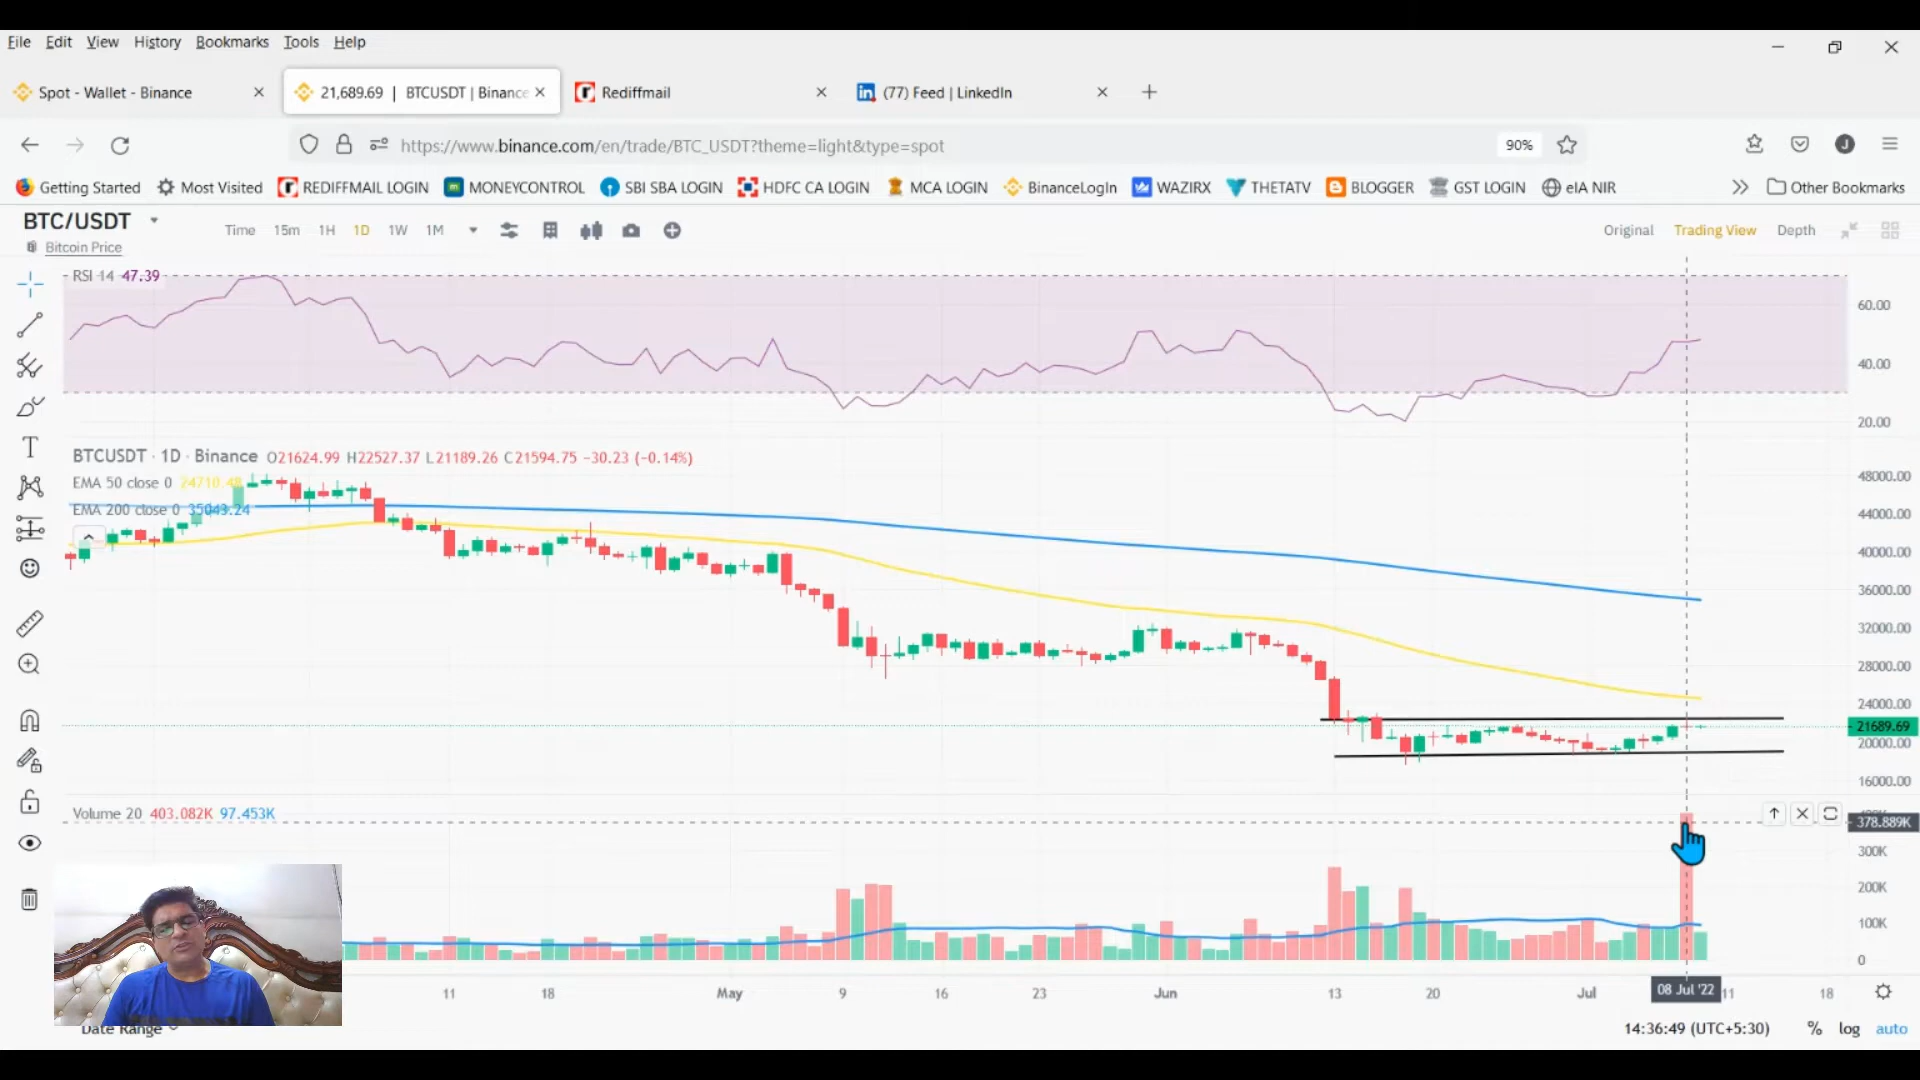 File Edit View History Bookmarks Tools Help
Spot - Wallet - Binance
21,689.69 | BTCUSDT | Binance
Rediffmail
(77) Feed | LinkedIn
https://www.binance.com/en/trade/BTC_USDT?theme=light&type=spot
90%
J
Getting Started Most Visited REDIFFMAIL LOGIN MONEYCONTROL SBI SBA LOGIN HDFC CA LOGIN MCA LOGIN BinanceLogIn WAZIRX THETATV BLOGGER GST LOGIN eIA NIR Other Bookmarks
BTC/USDT
Bitcoin Price
Time 15m 1H 1D 1W 1M
Original Trading View Depth
RSI 14 47.39
60.00
40.00
20.00
BTCUSDT · 1D · Binance O21624.99 H22527.37 L21189.26 C21594.75 −30.23 (−0.14%)
EMA 50 close 0 24710.48
EMA 200 close 0 35043.24
48000.00
44000.00
40000.00
36000.00
32000.00
28000.00
24000.00
21689.69
20000.00
16000.00
Volume 20 403.082K 97.453K
378.889K
300K
200K
100K
0
11 18 May 9 16 23 Jun 13 20 Jul 08 Jul '22 11 18
Date Range
14:36:49 (UTC+5:30) % log auto